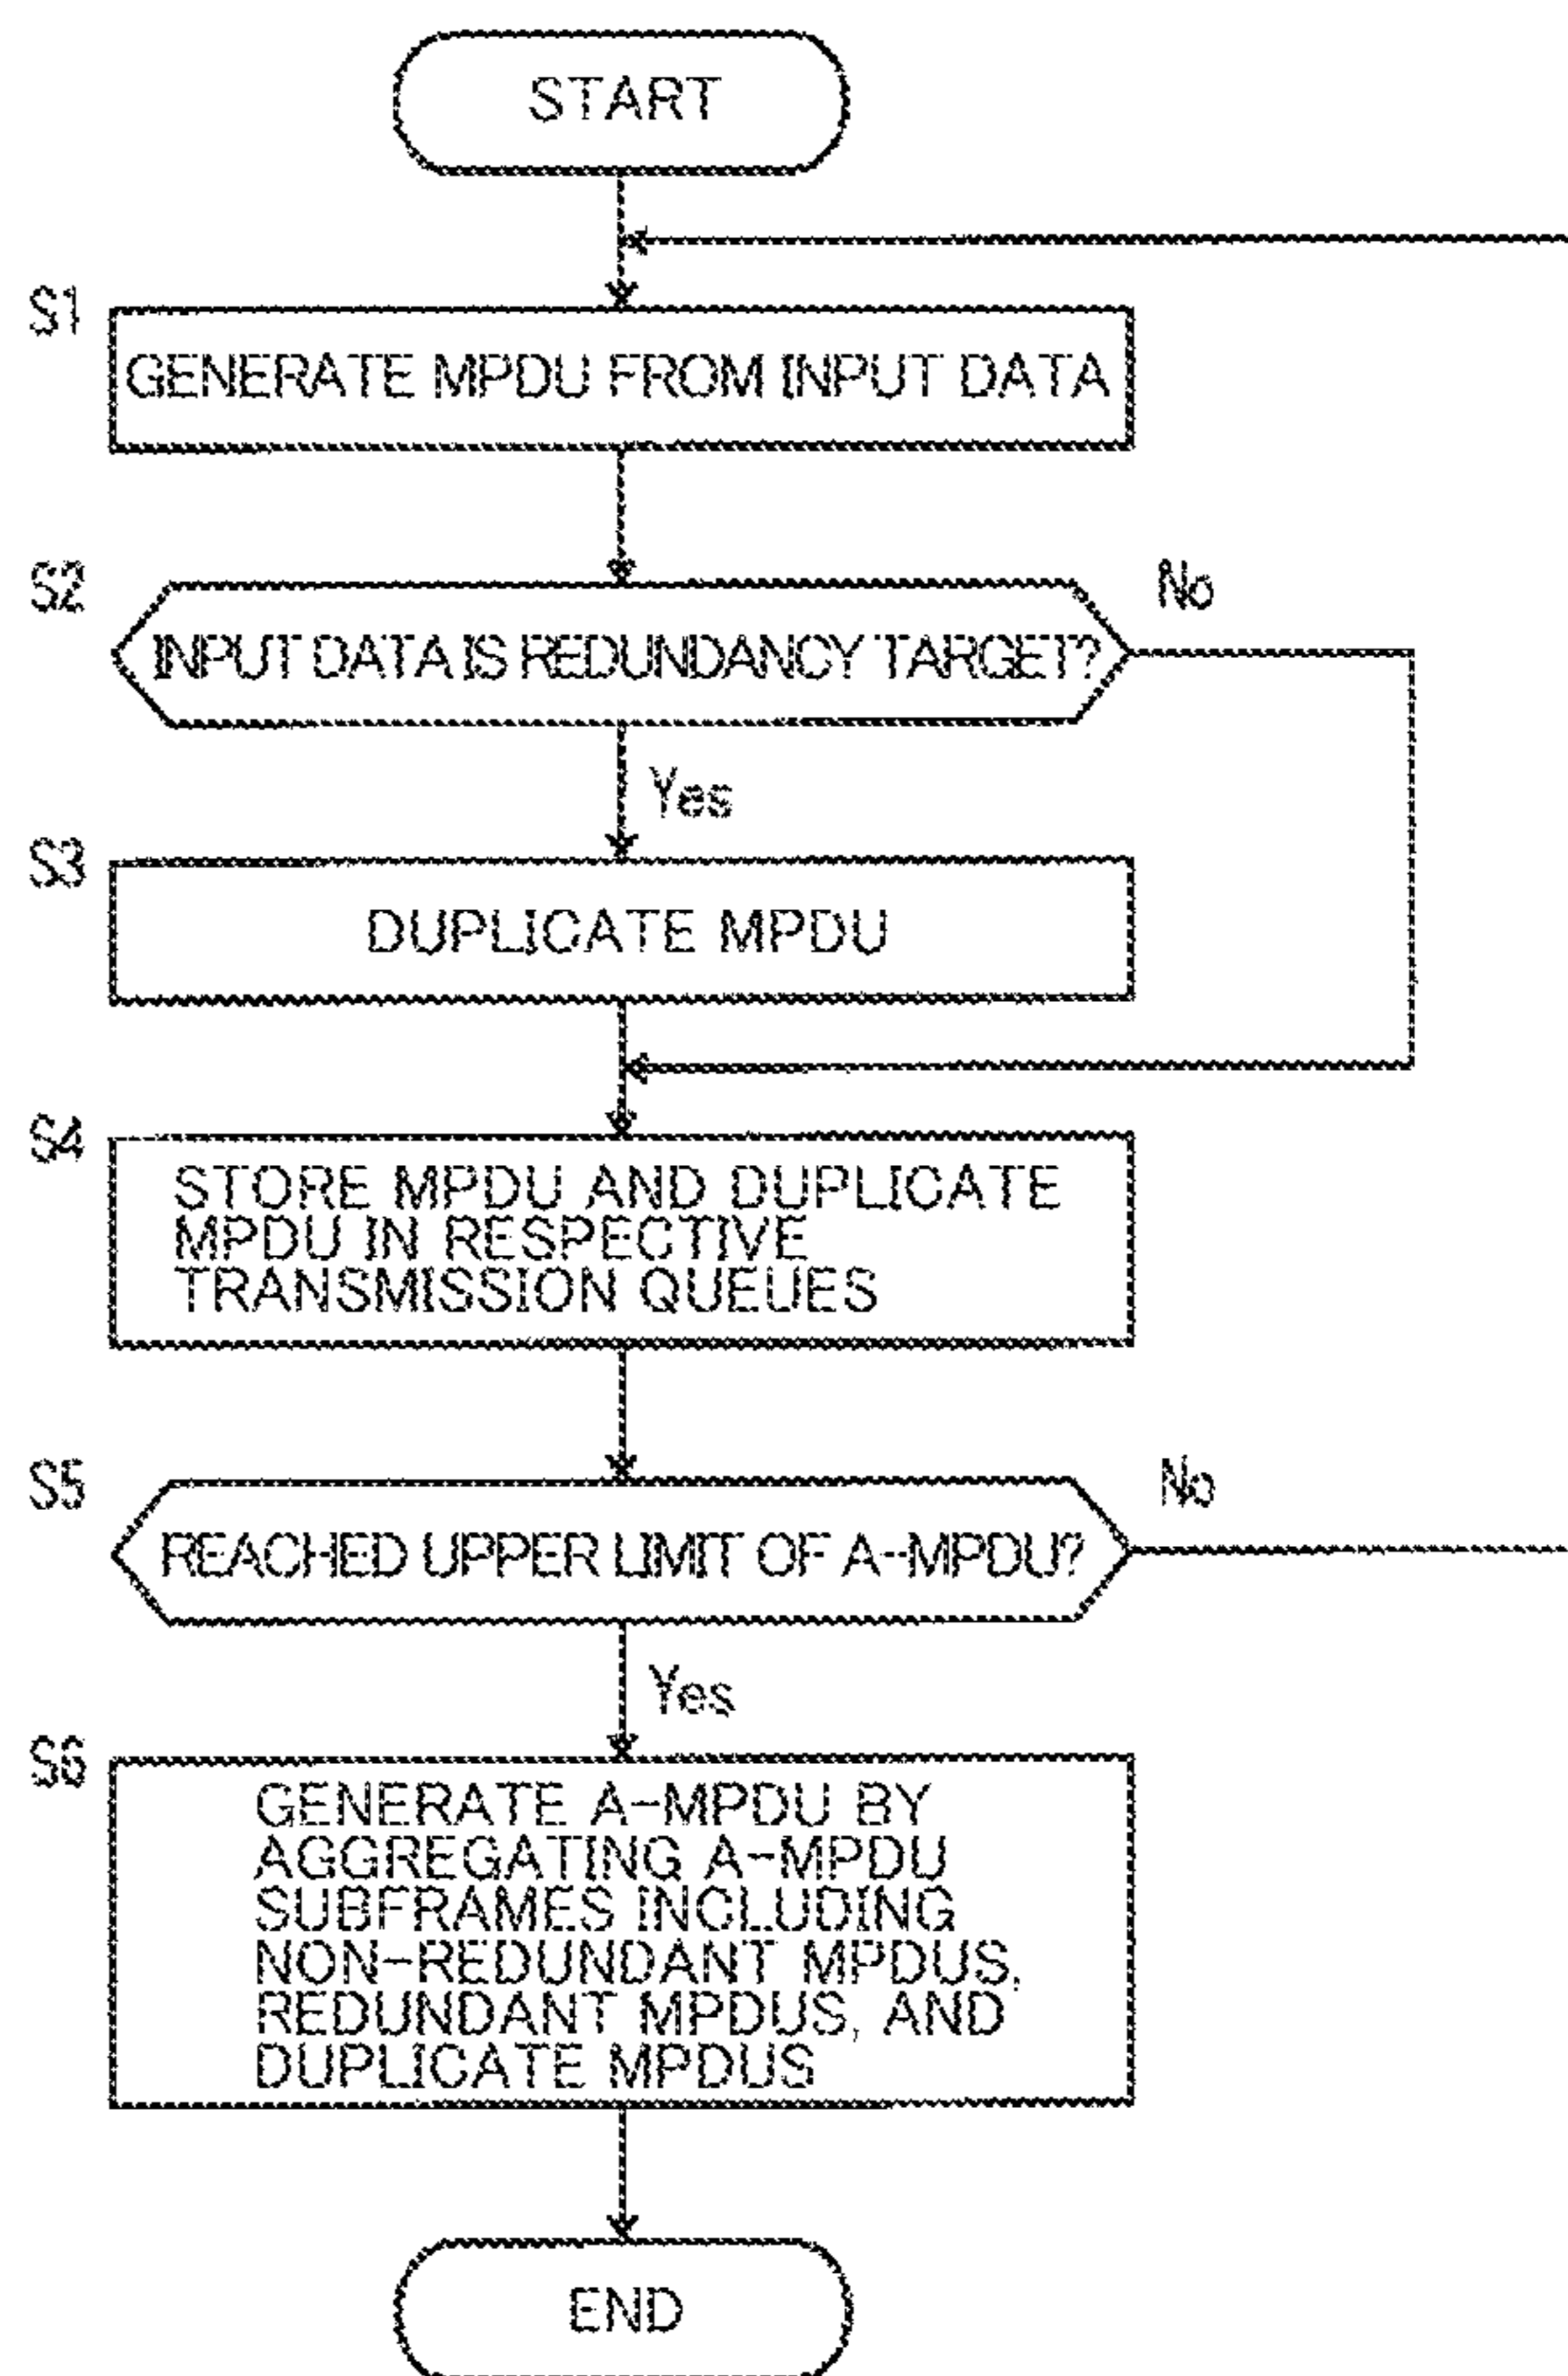 START
S1
GENERATE MPDU FROM INPUT DATA
S2
INPUT DATA IS REDUNDANCY TARGET?
No
Yes
S3
DUPLICATE MPDU
S4
STORE MPDU AND DUPLICATE
MPDU IN RESPECTIVE
TRANSMISSION QUEUES
S5
REACHED UPPER LIMIT OF A-MPDU?
No
Yes
S6
GENERATE A-MPDU BY
AGGREGATING A-MPDU
SUBFRAMES INCLUDING
NON-REDUNDANT MPDUS,
REDUNDANT MPDUS, AND
DUPLICATE MPDUS
END